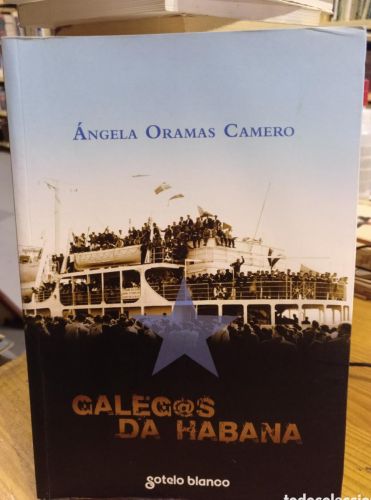 ÁNGELA ORAMAS CAMERO
GALEG@S
DA HABANA
sotelo blanco